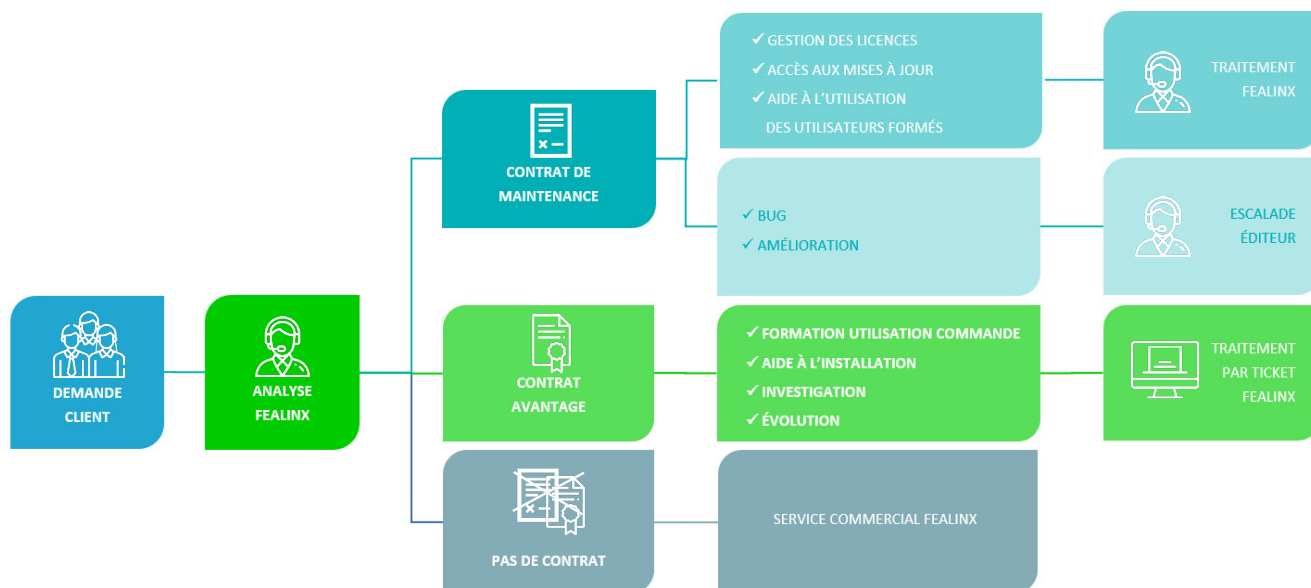 DEMANDE
CLIENT
ANALYSE
FEALINX
CONTRAT DE
MAINTENANCE
✓ GESTION DES LICENCES
✓ ACCÈS AUX MISES À JOUR
✓ AIDE À L'UTILISATION
DES UTILISATEURS FORMÉS
TRAITEMENT
FEALINX
✓ BUG
✓ AMÉLIORATION
ESCALADE
ÉDITEUR
CONTRAT
AVANTAGE
✓ FORMATION UTILISATION COMMANDE
✓ AIDE À L'INSTALLATION
✓ INVESTIGATION
✓ ÉVOLUTION
TRAITEMENT
PAR TICKET
FEALINX
PAS DE CONTRAT
SERVICE COMMERCIAL FEALINX